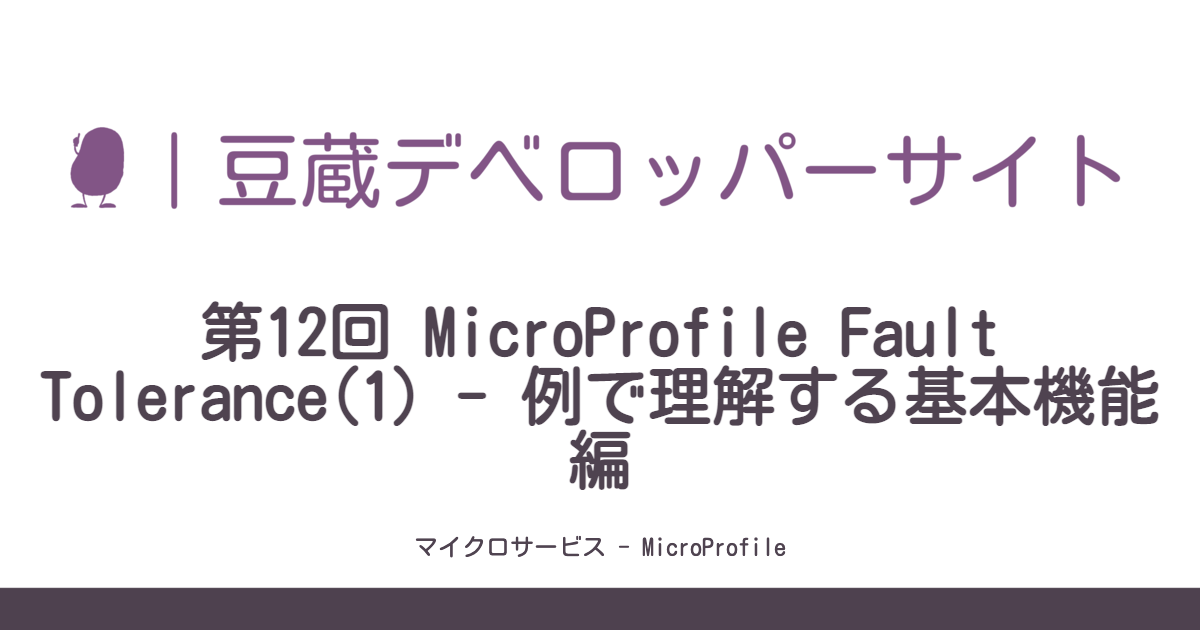 | 豆蔵デベロッパーサイト
第12回 MicroProfile Fault
Tolerance(1) - 例で理解する基本機能
編
マイクロサービス - MicroProfile